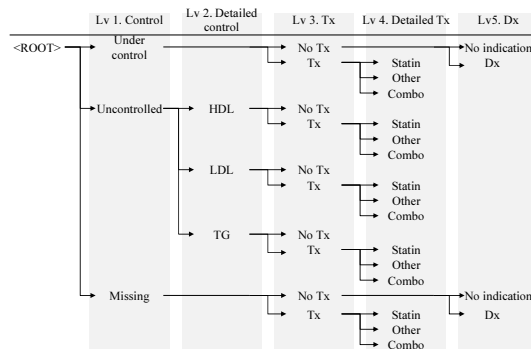 Lv 1. Control
Lv 2. Detailed
control
Lv 3. Tx
Lv 4. Detailed Tx
Lv5. Dx
<ROOT>
Under
control
No Tx
No indication
Tx
Statin
Dx
Other
Combo
Uncontrolled
HDL
No Tx
Tx
Statin
Other
Combo
LDL
No Tx
Tx
Statin
Other
Combo
TG
No Tx
Tx
Statin
Other
Combo
Missing
No Tx
No indication
Tx
Statin
Dx
Other
Combo